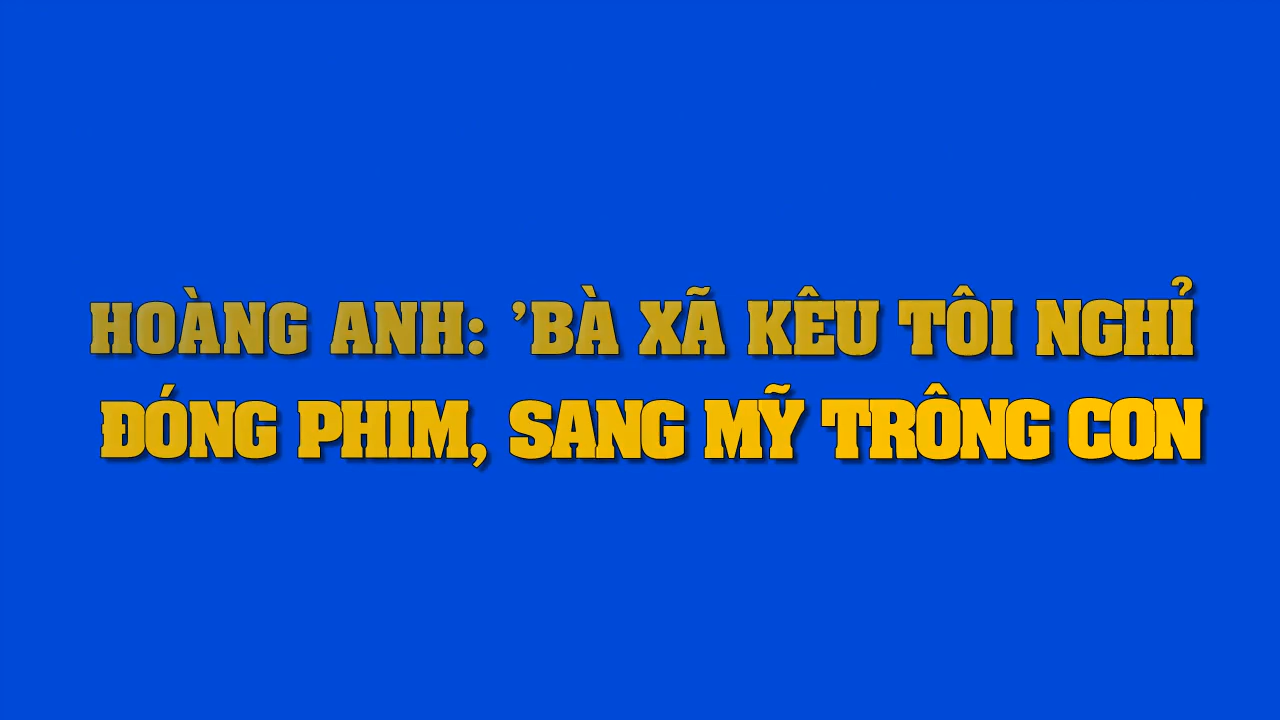 HOÀNG ANH: ’BÀ XÃ KÊU TÔI NGHỈ
ĐÓNG PHIM, SANG MỸ TRÔNG CON